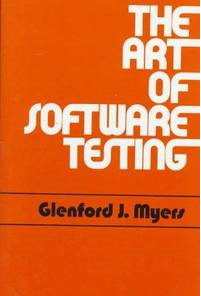 THE
ART
OF
SOFTWARE
TESTING
Glenford J. Myers